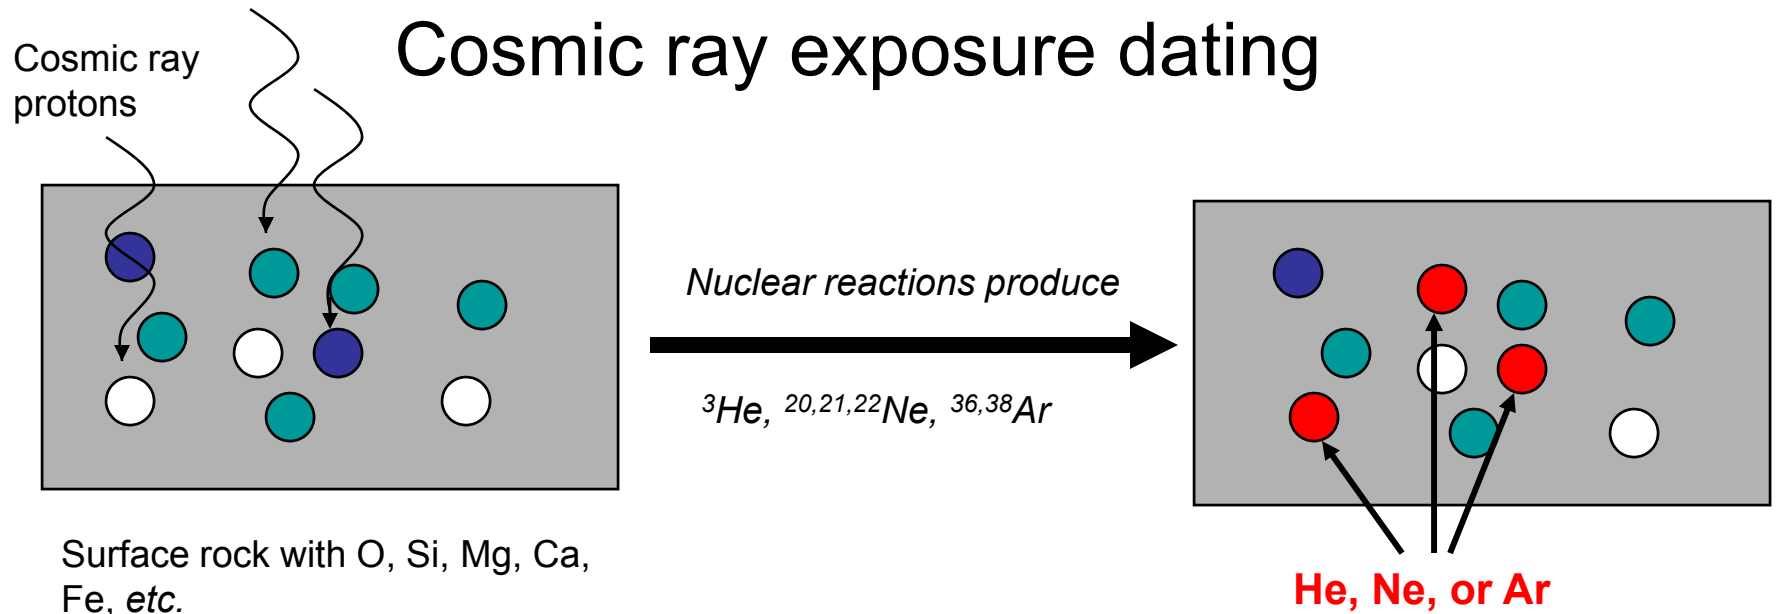 Cosmic ray exposure dating
Cosmic ray
protons
Nuclear reactions produce
³He, ²⁰,²¹,²²Ne, ³⁶,³⁸Ar
Surface rock with O, Si, Mg, Ca,
Fe, etc.
He, Ne, or Ar